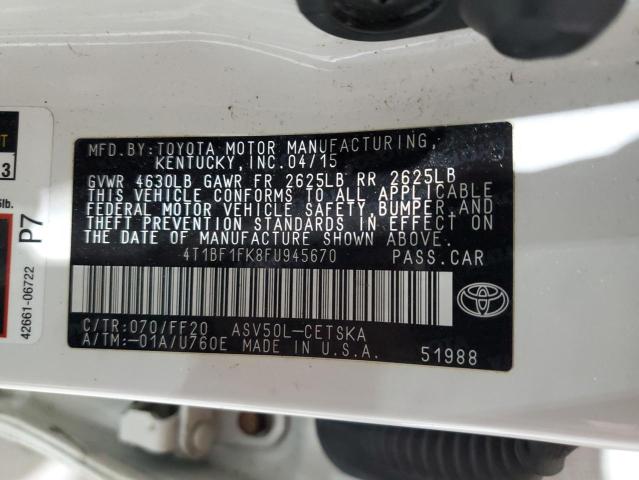 MFD. BY: TOYOTA MOTOR MANUFACTURING,
KENTUCKY, INC. 04/15
GVWR 4630LB GAWR FR 2625LB RR 2625LB
THIS VEHICLE CONFORMS TO ALL APPLICABLE
FEDERAL MOTOR VEHICLE SAFETY, BUMPER, AND
THEFT PREVENTION STANDARDS IN EFFECT ON
THE DATE OF MANUFACTURE SHOWN ABOVE.
4T1BF1FK8FU945670 PASS.CAR
C/TR:070/FF20 ASV50L-CETSKA
A/TM:-01A/U760E MADE IN U.S.A.
51988
3
lb.
P7
42661-06722